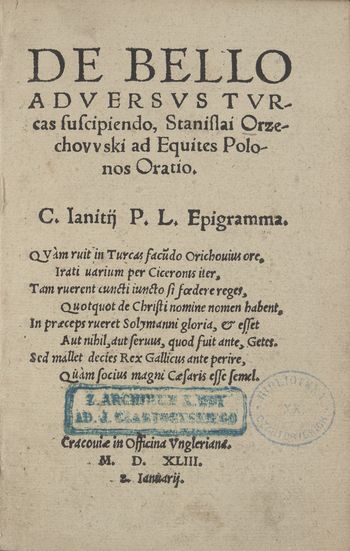 DE BELLO
ADVERSVS TVR-
cas ſuſcipiendo, Staniſlai Orze-
chovvski ad Equites Polo-
nos Oratio.
C. Ianitij P. L. Epigramma.
QVàm ruit in Turcas facūdo Orichouius ore,
Irati uarium per Ciceronis iter,
Tam ruerent cuncti iuncto ſi fœdere reges,
Quotquot de Chriſti nomine nomen habent,
In præceps rueret Solymanni gloria, & eſſet
Aut nihil, aut ſeruus, quod fuit ante, Getes.
Sed mallet decies Rex Gallicus ante perire,
Quàm ſocius magni Cæſaris eſſe ſemel.
Z ARCHIWUM
AD. J. CZARTORYSKIEGO
Cracouiæ in Officina Vngleriana.
M. D. XLIII.
2. Ianuarij.